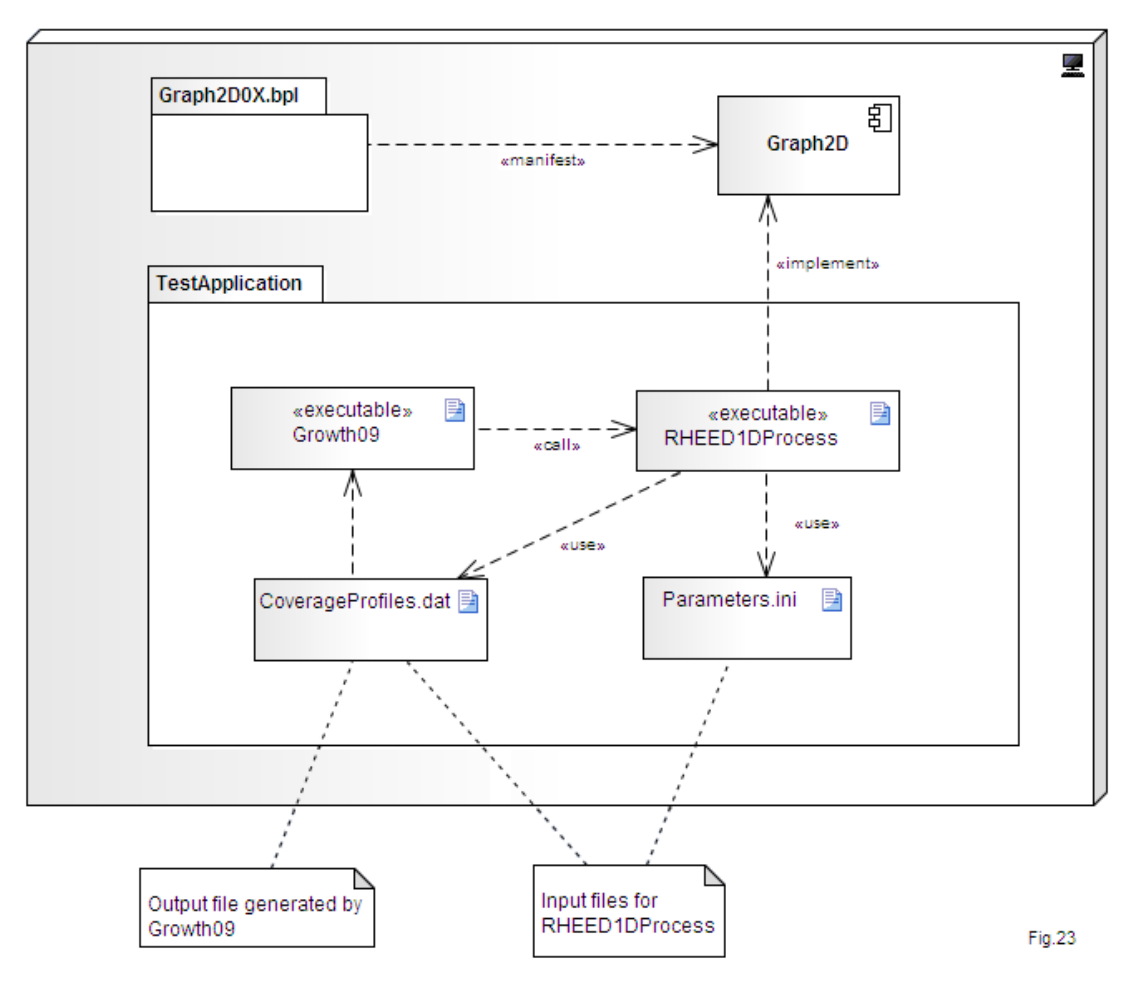 Graph2D0X.bpl
Graph2D
«manifest»
«implement»
TestApplication
«executable»
Growth09
«call»
«executable»
RHEED1DProcess
«use»
«use»
CoverageProfiles.dat
Parameters.ini
Output file generated by
Growth09
Input files for
RHEED1DProcess
Fig.23